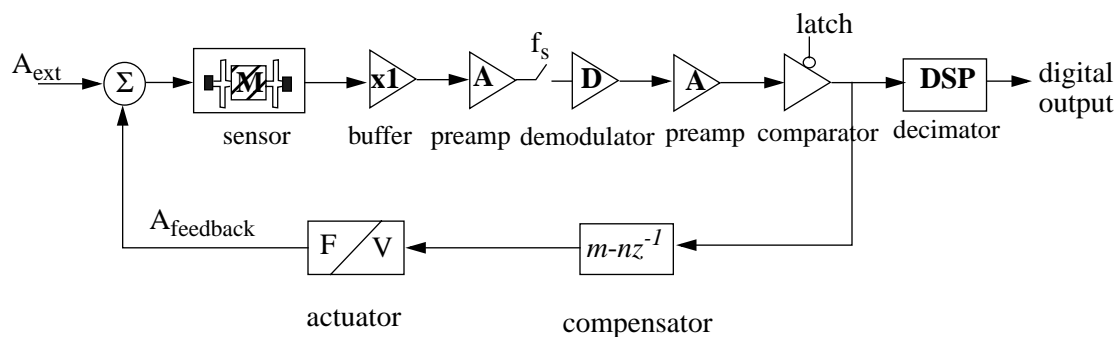 latch
A_ext
Σ
M
x1
A
f_s
D
A
DSP
digital
output
sensor
buffer
preamp
demodulator
preamp
comparator
decimator
A_feedback
F / V
m-nz^-1
actuator
compensator